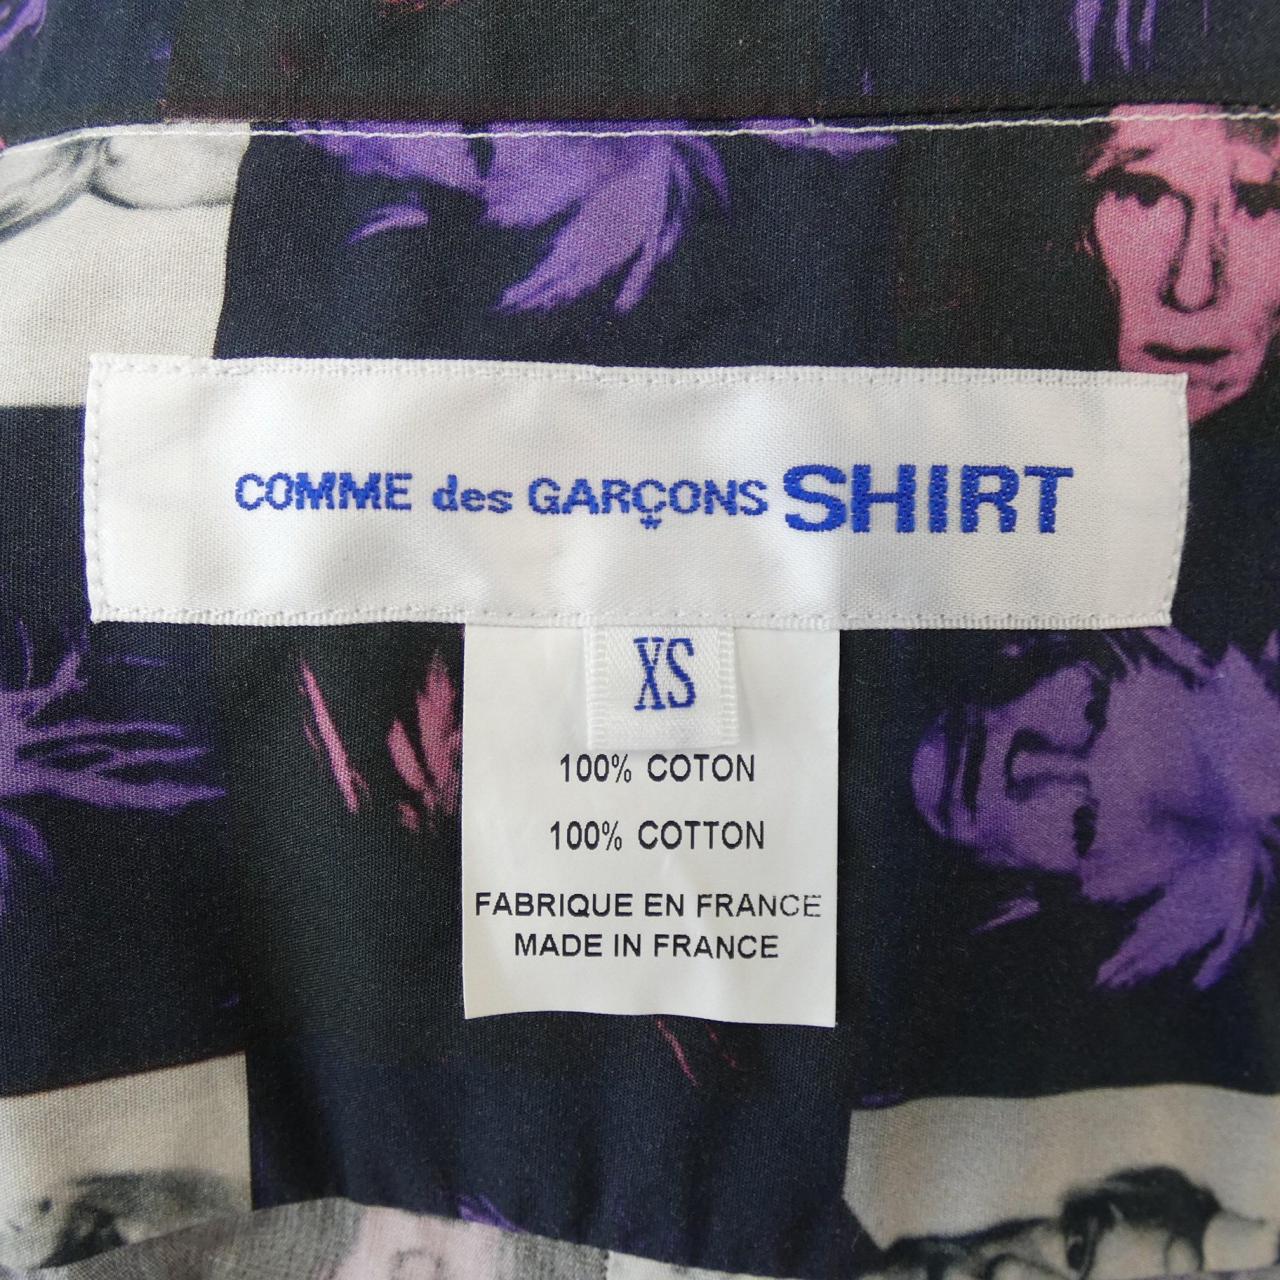 COMME des GARÇONS SHIRT
XS
100% COTON
100% COTTON
FABRIQUE EN FRANCE
MADE IN FRANCE